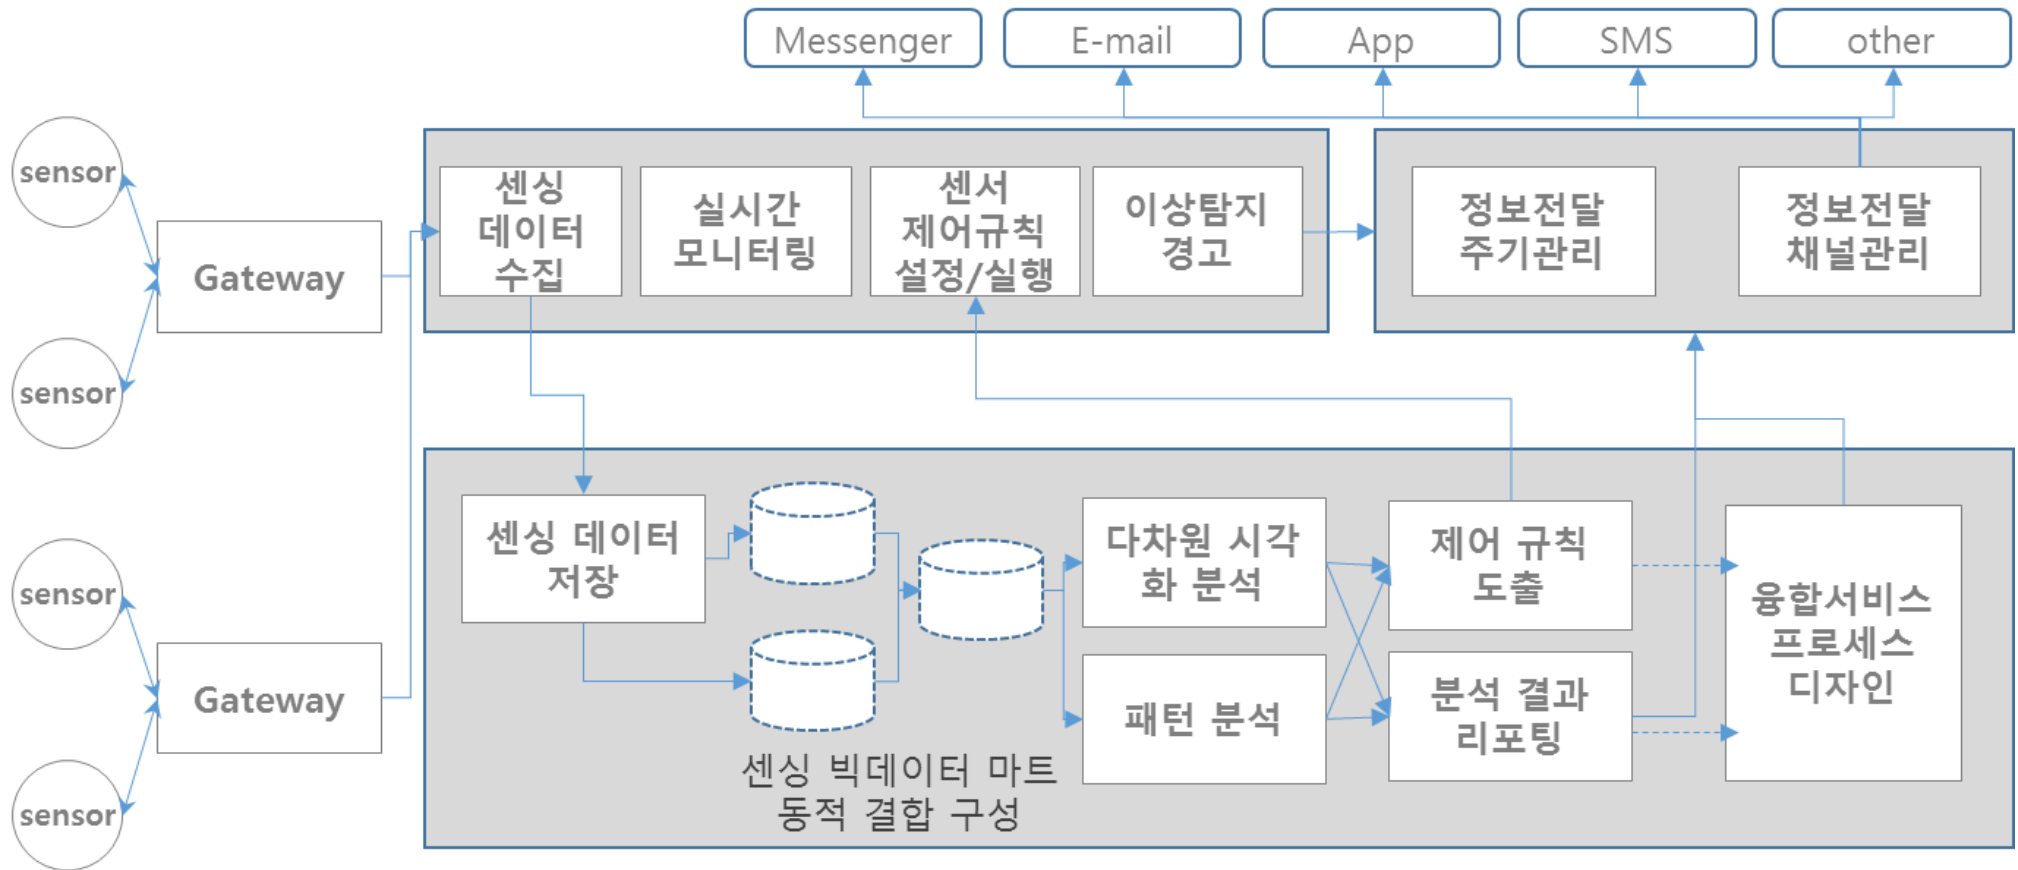 Messenger
E-mail
App
SMS
other
sensor
sensor
Gateway
센싱
데이터
수집
실시간
모니터링
센서
제어규칙
설정/실행
이상탐지
경고
정보전달
주기관리
정보전달
채널관리
sensor
sensor
Gateway
센싱 데이터
저장
센싱 빅데이터 마트
동적 결합 구성
다차원 시각
화 분석
패턴 분석
제어 규칙
도출
분석 결과
리포팅
융합서비스
프로세스
디자인